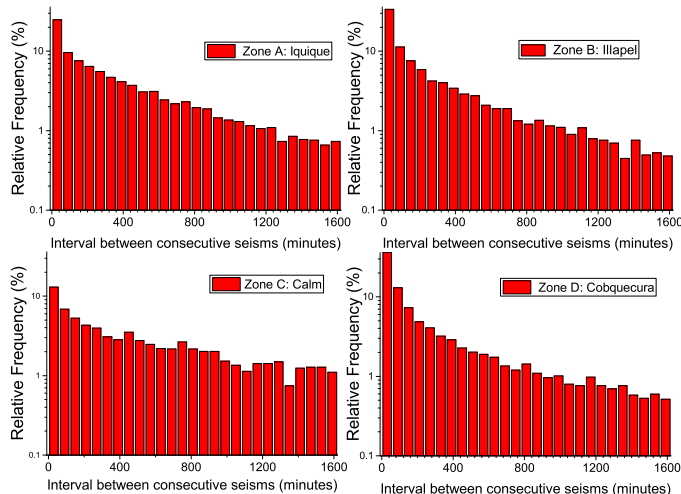 Relative Frequency (%)
10
1
0.1
Zone A: Iquique
0 400 800 1200 1600
Interval between consecutive seisms (minutes)
Relative Frequency (%)
10
1
0.1
Zone B: Illapel
0 400 800 1200 1600
Interval between consecutive seisms (minutes)
Relative Frequency (%)
10
1
0.1
Zone C: Calm
0 400 800 1200 1600
Interval between consecutive seisms (minutes)
Relative Frequency (%)
10
1
0.1
Zone D: Cobquecura
0 400 800 1200 1600
Interval between consecutive seisms (minutes)